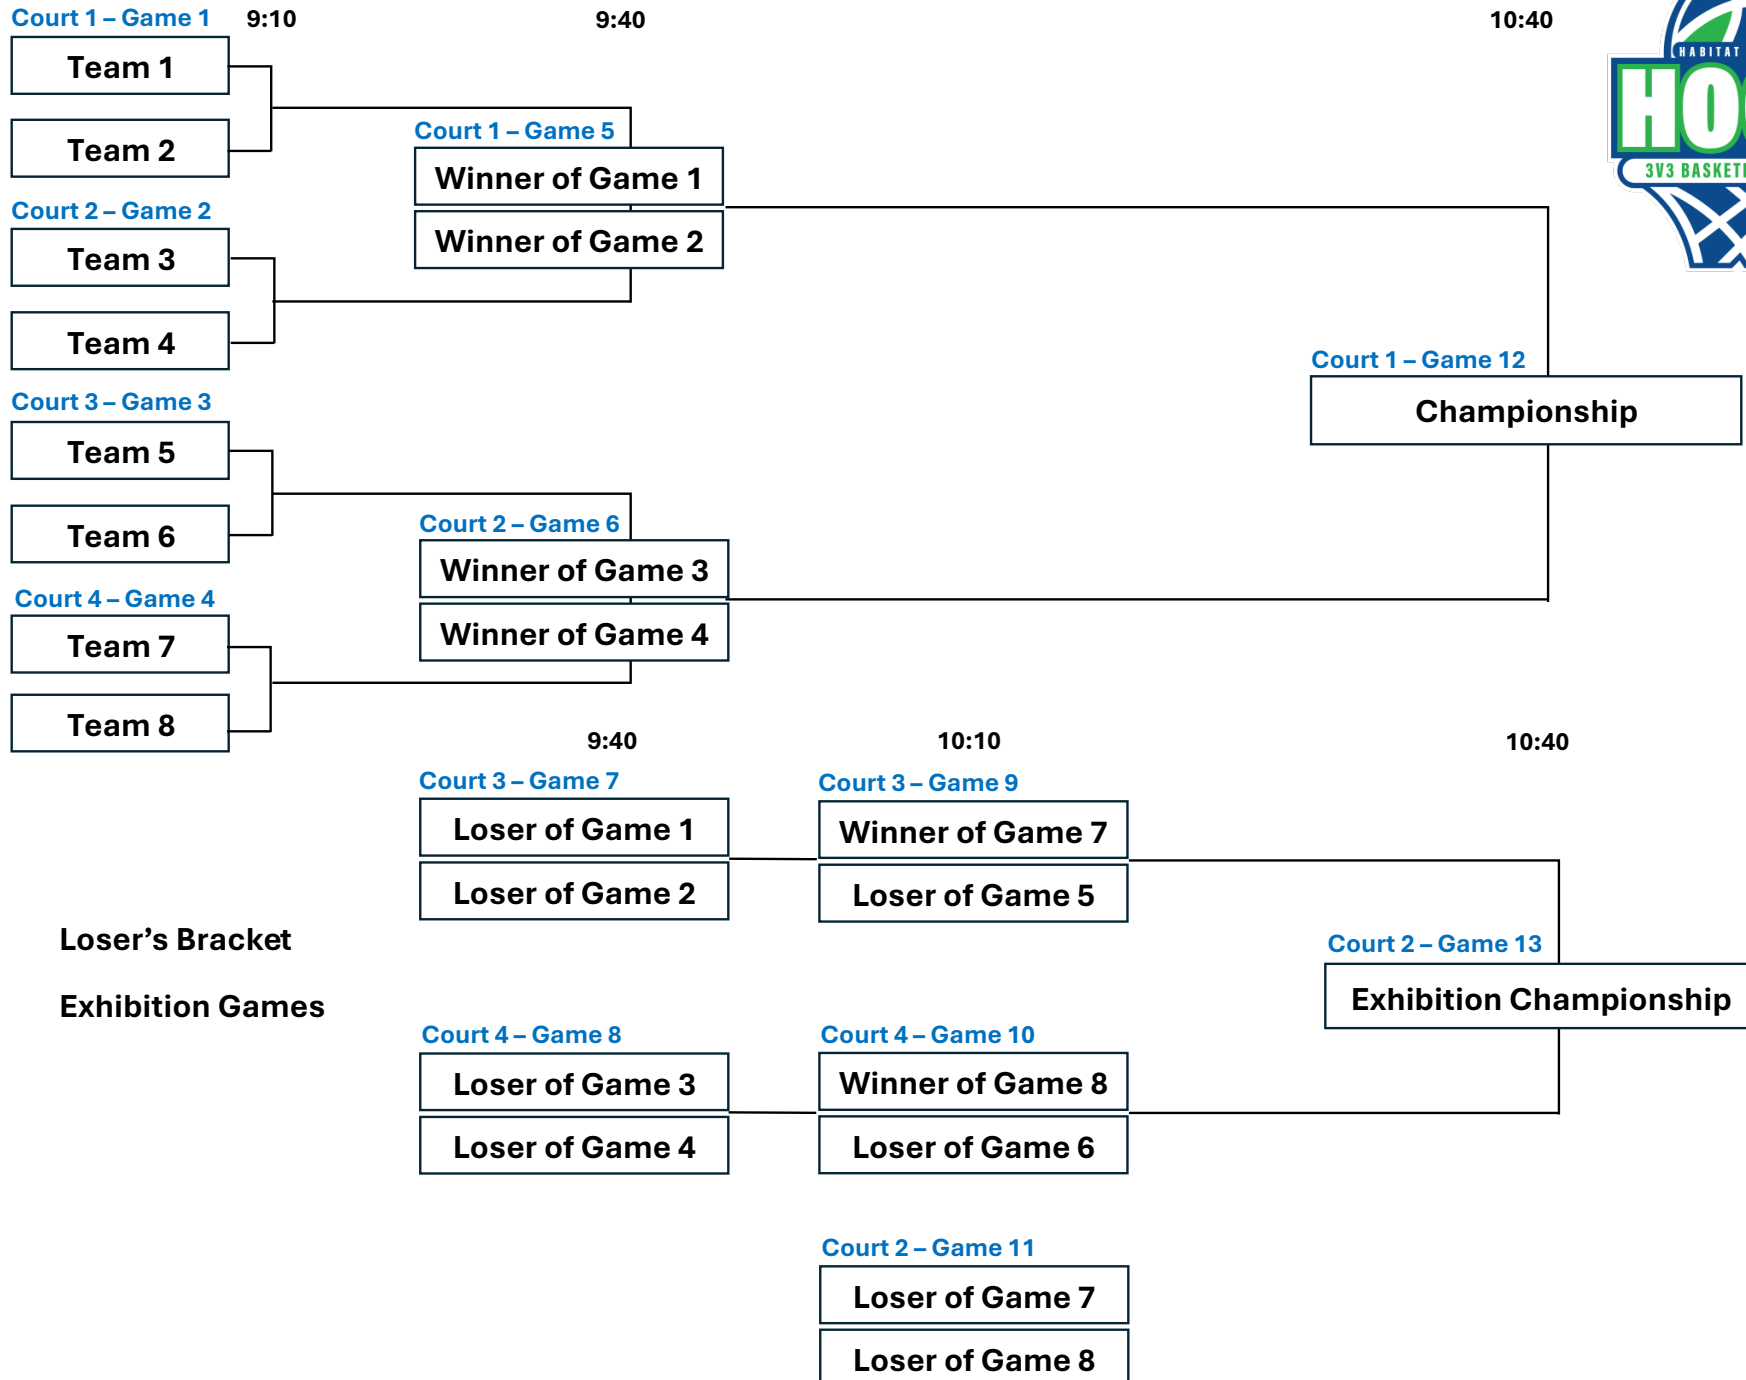 Court 1 – Game 1
9:10
9:40
10:40
Team 1
Team 2
Court 2 – Game 2
Team 3
Team 4
Court 3 – Game 3
Team 5
Team 6
Court 4 – Game 4
Team 7
Team 8
Court 1 – Game 5
Winner of Game 1
Winner of Game 2
Court 2 – Game 6
Winner of Game 3
Winner of Game 4
Court 1 – Game 12
Championship
HABITAT
3V3
9:40
10:10
10:40
Court 3 – Game 7
Loser of Game 1
Loser of Game 2
Court 3 – Game 9
Winner of Game 7
Loser of Game 5
Loser's Bracket
Exhibition Games
Court 4 – Game 8
Loser of Game 3
Loser of Game 4
Court 4 – Game 10
Winner of Game 8
Loser of Game 6
Court 2 – Game 13
Exhibition Championship
Court 2 – Game 11
Loser of Game 7
Loser of Game 8